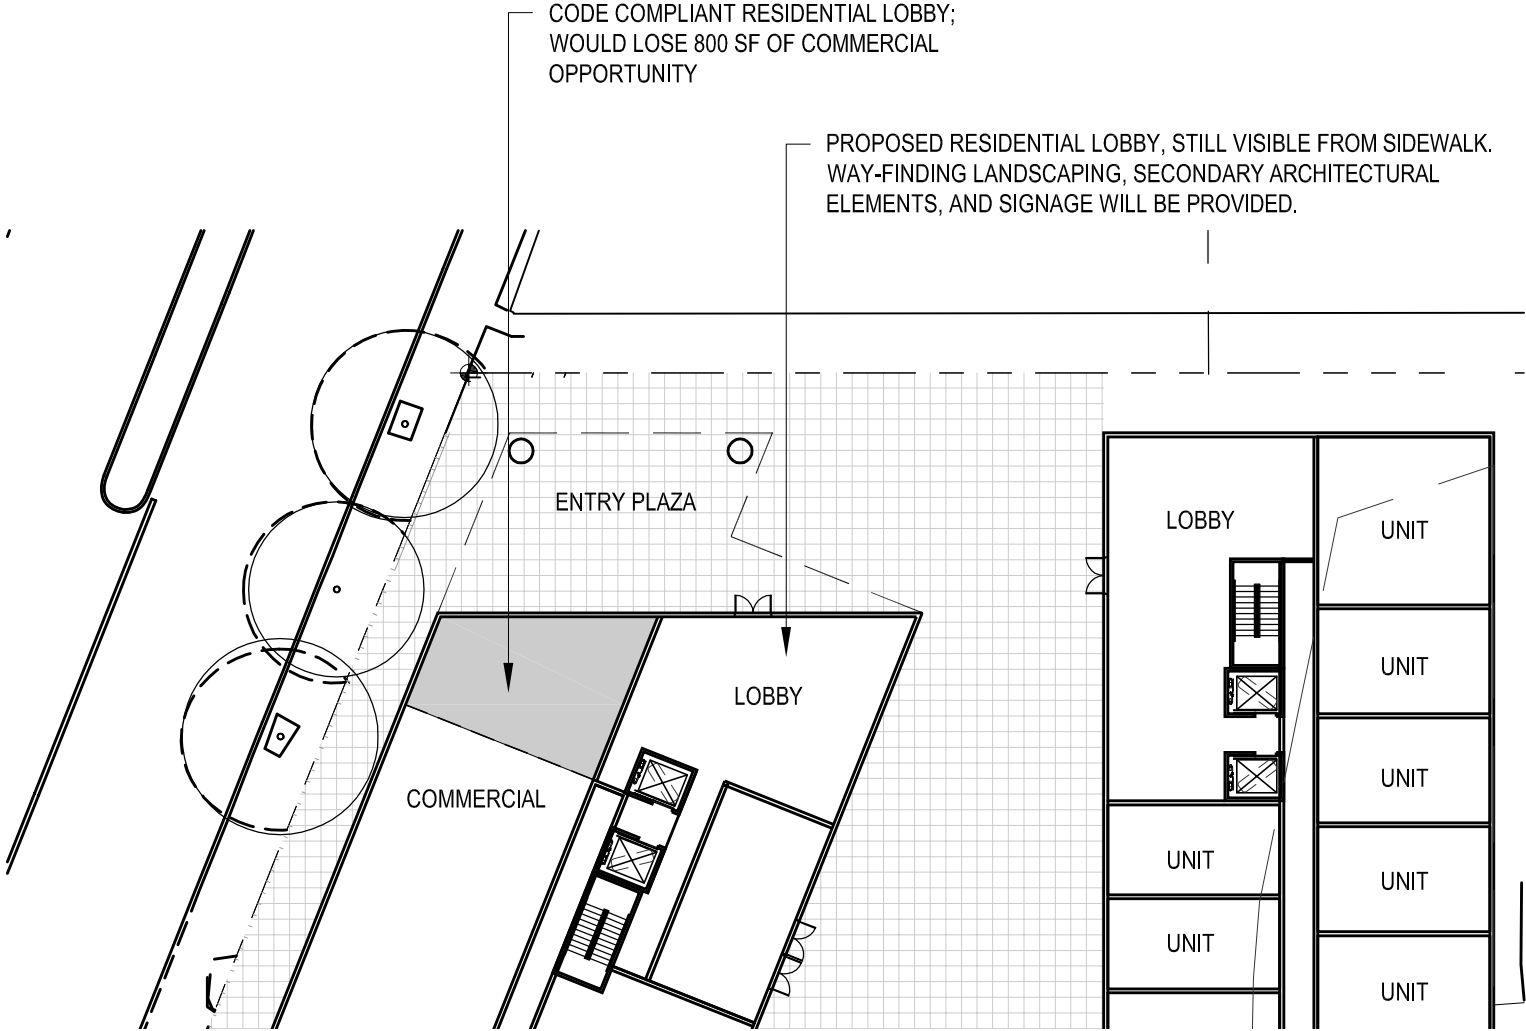 CODE COMPLIANT RESIDENTIAL LOBBY;
WOULD LOSE 800 SF OF COMMERCIAL
OPPORTUNITY
PROPOSED RESIDENTIAL LOBBY, STILL VISIBLE FROM SIDEWALK.
WAY-FINDING LANDSCAPING, SECONDARY ARCHITECTURAL
ELEMENTS, AND SIGNAGE WILL BE PROVIDED.
ENTRY PLAZA
LOBBY
UNIT
UNIT
LOBBY
UNIT
COMMERCIAL
UNIT
UNIT
UNIT
UNIT